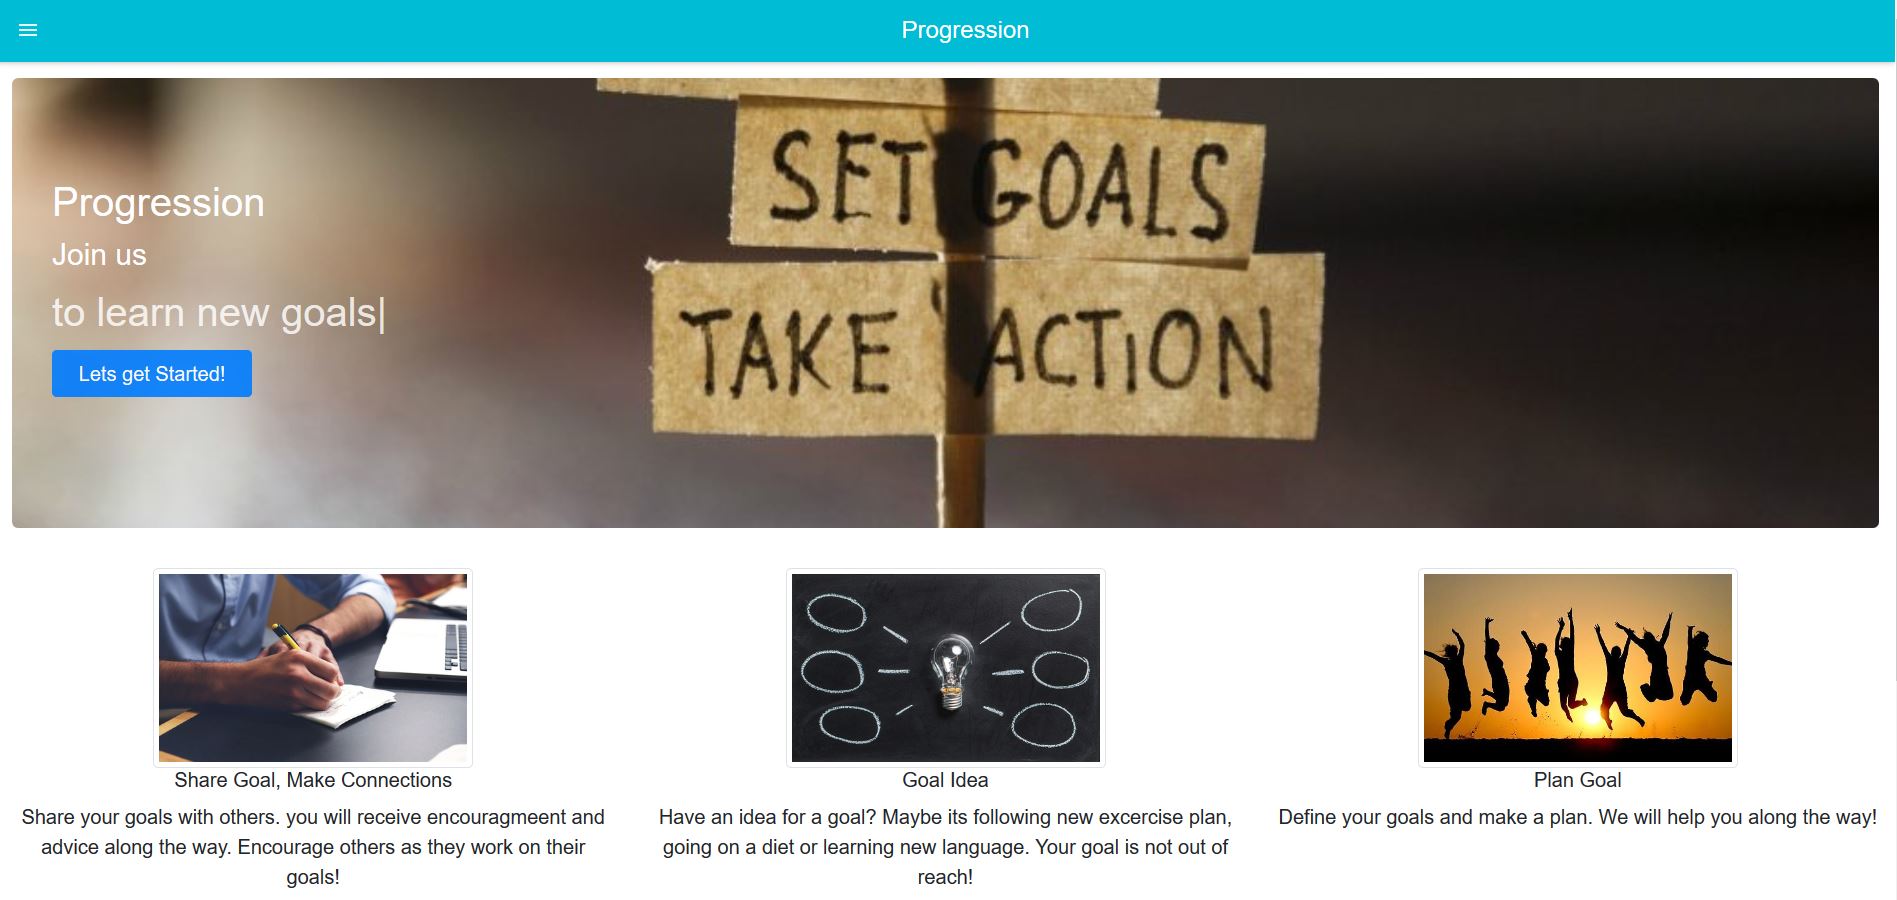 Progression
SET GOALS
TAKE ACTION
Progression
Join us
to learn new goals|
Lets get Started!
Share Goal, Make Connections
Share your goals with others. you will receive encouragmeent and
advice along the way. Encourage others as they work on their
goals!
Goal Idea
Have an idea for a goal? Maybe its following new excercise plan,
going on a diet or learning new language. Your goal is not out of
reach!
Plan Goal
Define your goals and make a plan. We will help you along the way!